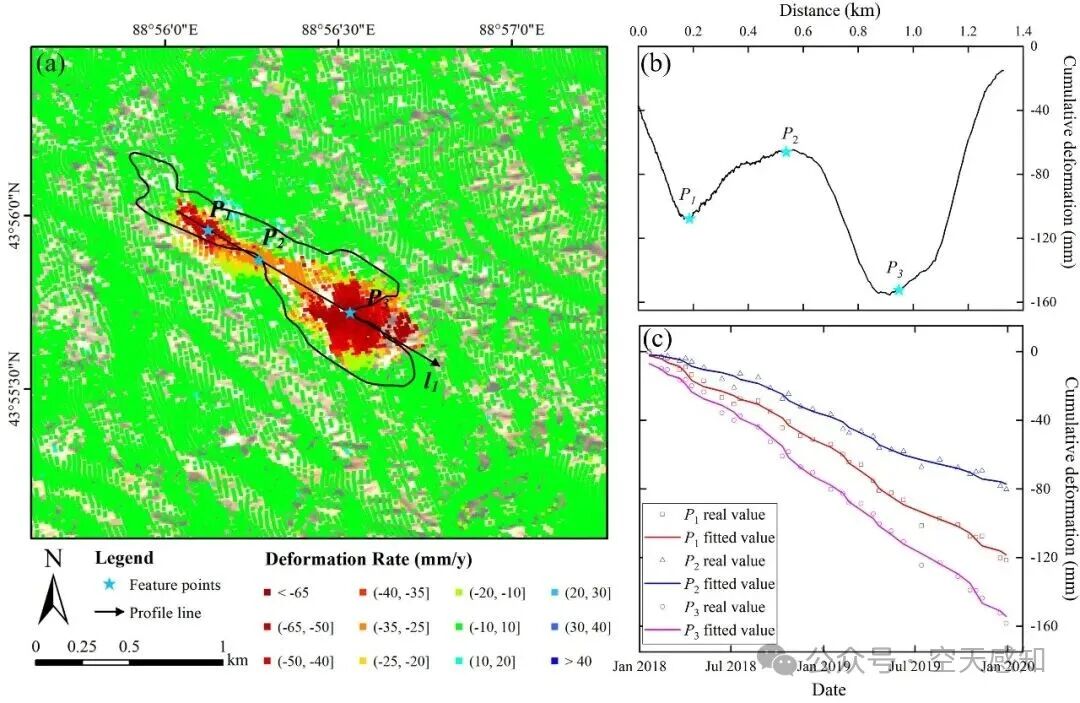 88°56'0"E
88°56'30"E
88°57'0"E
(a)
43°56'0"N
43°55'30"N
P1
P2
P3
l1
N
0 0.25 0.5 1
km
Legend
Feature points
Profile line
Deformation Rate (mm/y)
< -65
(-65, -50]
(-50, -40]
(-40, -35]
(-35, -25]
(-25, -20]
(-20, -10]
(-10, 10]
(10, 20]
(20, 30]
(30, 40]
> 40
Distance (km)
0.0 0.2 0.4 0.6 0.8 1.0 1.2 1.4
(b)
P1
P2
P3
0
-40
-80
-120
-160
Cumulative deformation (mm)
(c)
P1 real value
P1 fitted value
P2 real value
P2 fitted value
P3 real value
P3 fitted value
0
-40
-80
-120
-160
Cumulative deformation (mm)
Jan 2018 Jul 2018 Jan 2019 Jul 2019 Jan 2020
Date
公众号 · 空天感知